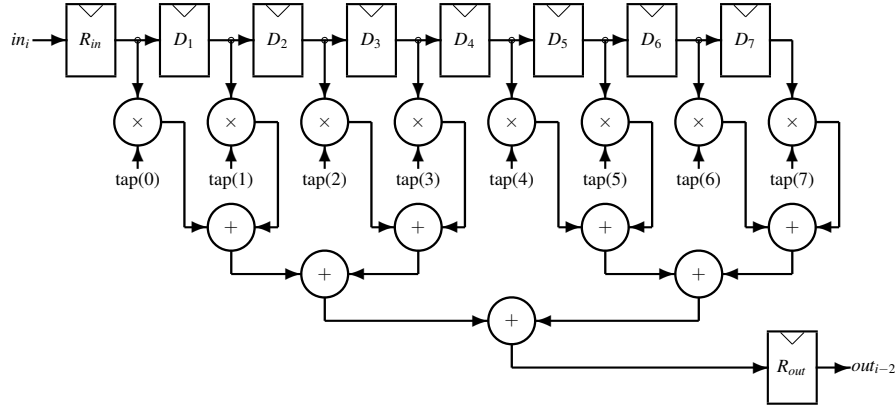 in_i R_in D_1 D_2 D_3 D_4 D_5 D_6 D_7
× × × × × × × ×
tap(0) tap(1) tap(2) tap(3) tap(4) tap(5) tap(6) tap(7)
+ + + +
+ +
+
R_out out_{i−2}